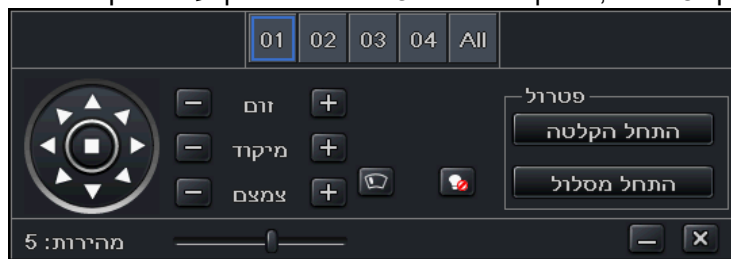 01 02 03 04 All
פטרול
זום
התחל הקלטה
מיקוד
צמצם
התחל מסלול
מהירות: 5